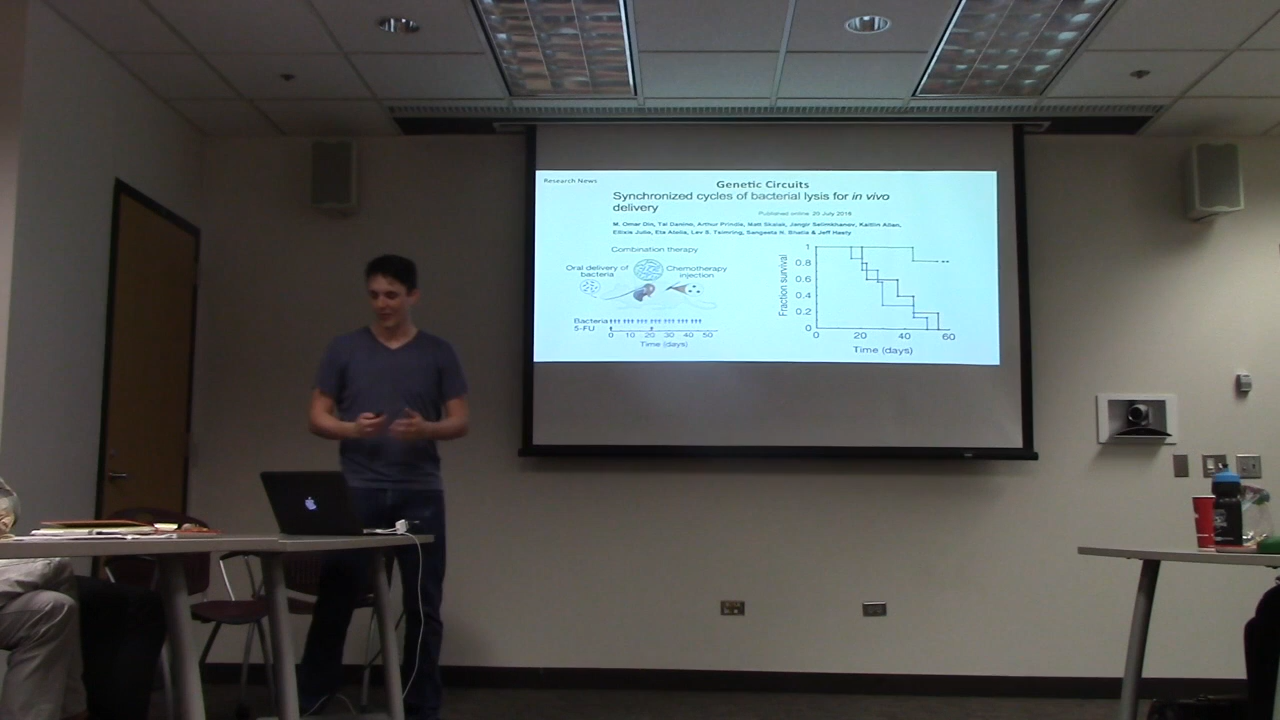 Research News
Genetic Circuits
Synchronized cycles of bacterial lysis for in vivo
delivery
Published online 20 July 2016
M. Omar Din, Tal Danino, Arthur Prindle, Matt Skalak, Jangir Selimkhanov, Kaitlin Allen,
Ellixis Julio, Eta Atolia, Lev S. Tsimring, Sangeeta N. Bhatia & Jeff Hasty
Combination therapy
Oral delivery of
bacteria
Chemotherapy
injection
Bacteria
5-FU
0 10 20 30 40 50
Time (days)
Fraction survival
1
0.8
0.6
0.4
0.2
0
0 20 40 60
Time (days)